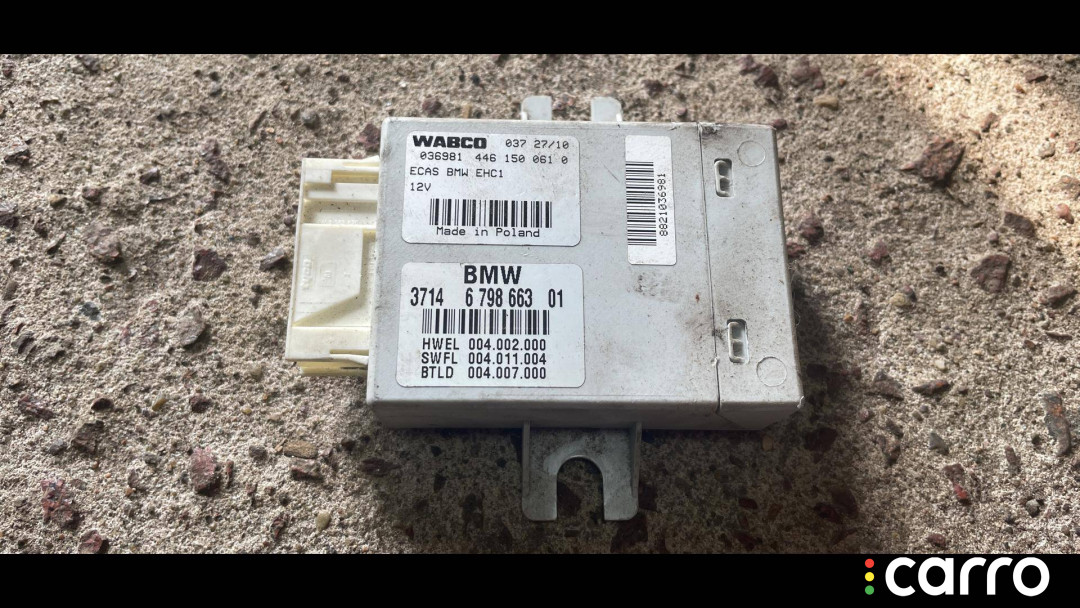 WABCO 037 27/10
036981 446 150 061 0
ECAS BMW EHC1
12V
Made in Poland
8821036981
BMW
3714 6 798 663 01
HWEL 004.002.000
SWFL 004.011.004
BTLD 004.007.000
carro